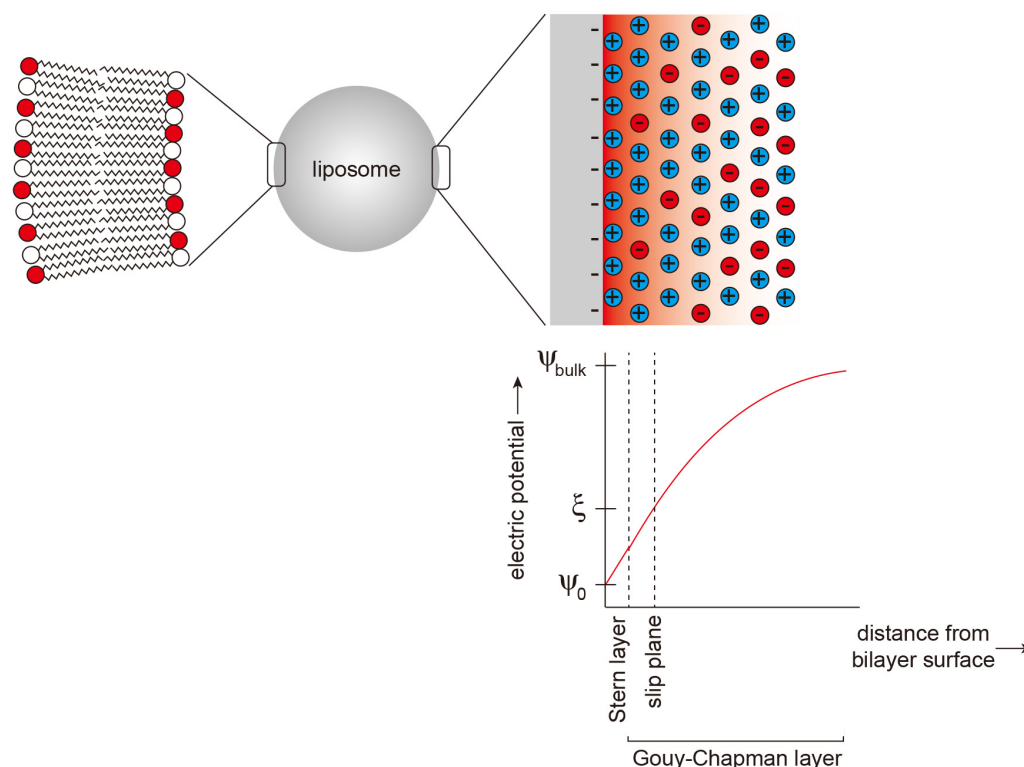 liposome
Ψbulk
ξ
Ψ0
electric potential
Stern layer
slip plane
distance from
bilayer surface
Gouy-Chapman layer